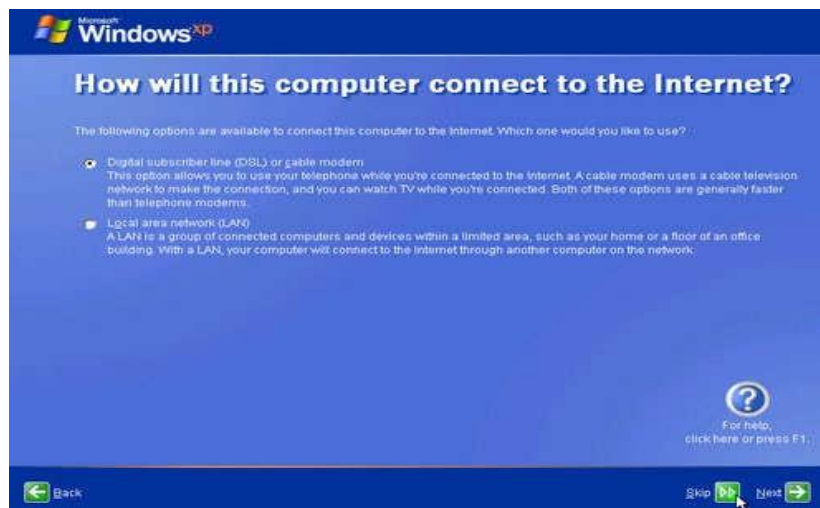 Microsoft
Windows xp
How will this computer connect to the Internet?
The following options are available to connect this computer to the Internet. Which one would you like to use?
Digital subscriber line (DSL) or cable modem
This option allows you to use your telephone while you're connected to the Internet. A cable modem uses a cable television
network to make the connection, and you can watch TV while you're connected. Both of these options are generally faster
than telephone modems.
Local area network (LAN)
A LAN is a group of connected computers and devices within a limited area, such as your home or a floor of an office
building. With a LAN, your computer will connect to the Internet through another computer on the network.
?
For help,
click here or press F1.
Back
Skip
Next